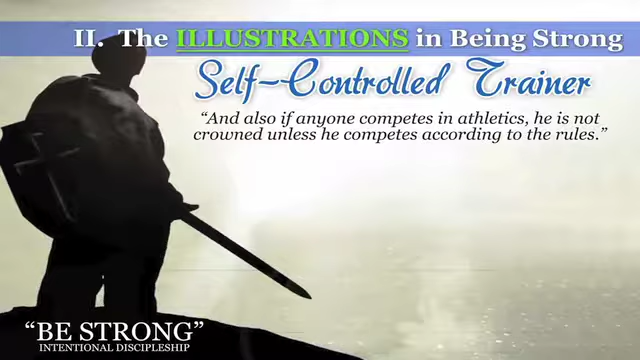 II. The ILLUSTRATIONS in Being Strong
Self-Controlled Trainer
“And also if anyone competes in athletics, he is not
crowned unless he competes according to the rules.”
“BE STRONG”
INTENTIONAL DISCIPLESHIP